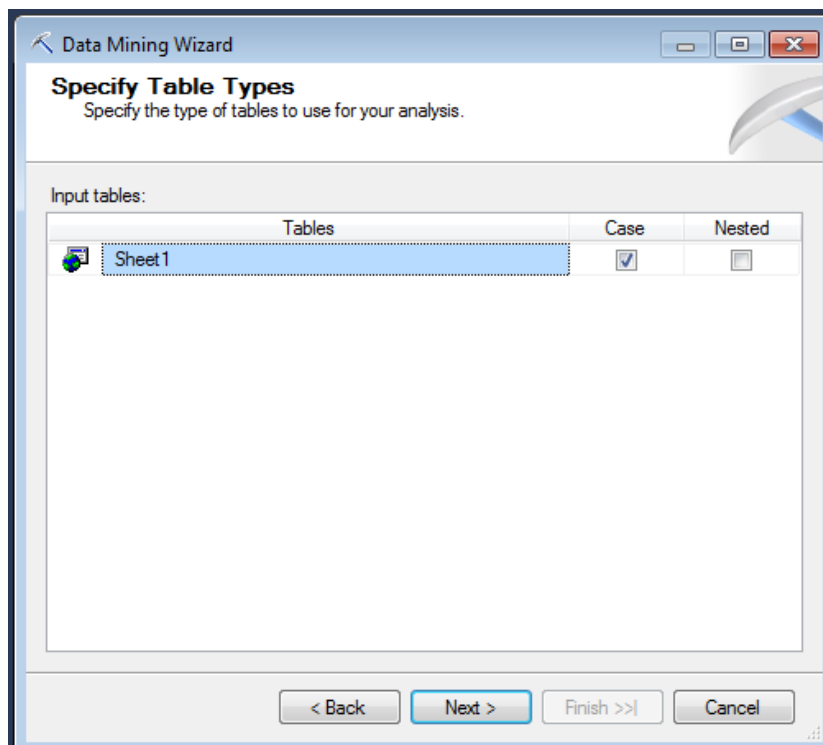 Data Mining Wizard
Specify Table Types
Specify the type of tables to use for your analysis.
Input tables:
Tables Case Nested
Sheet1
< Back Next > Finish >>| Cancel